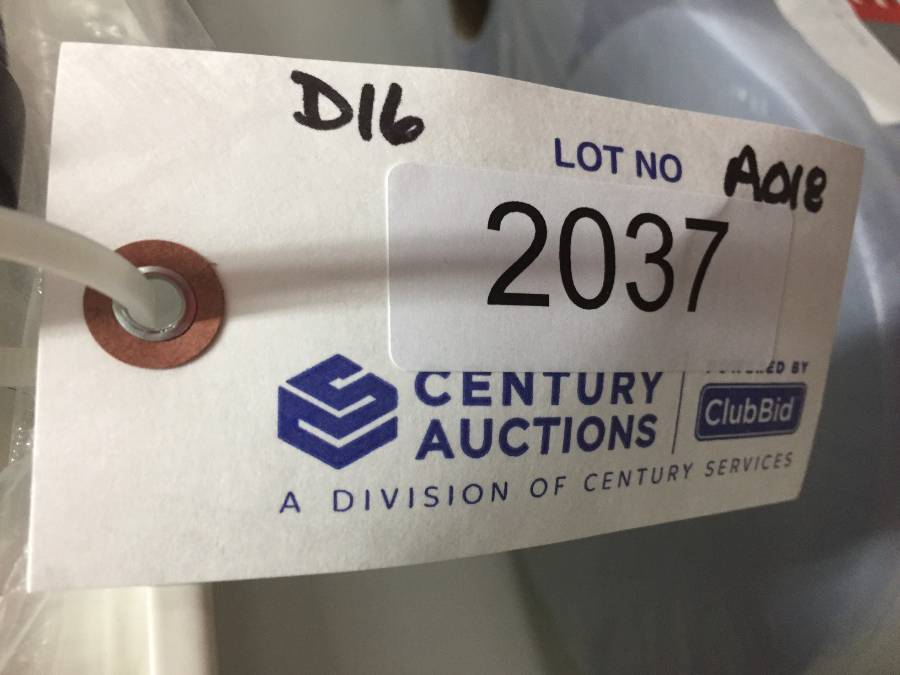 D16
LOT NO
A018
2037
CENTURY
AUCTIONS
POWERED BY
ClubBid
A DIVISION OF CENTURY SERVICES